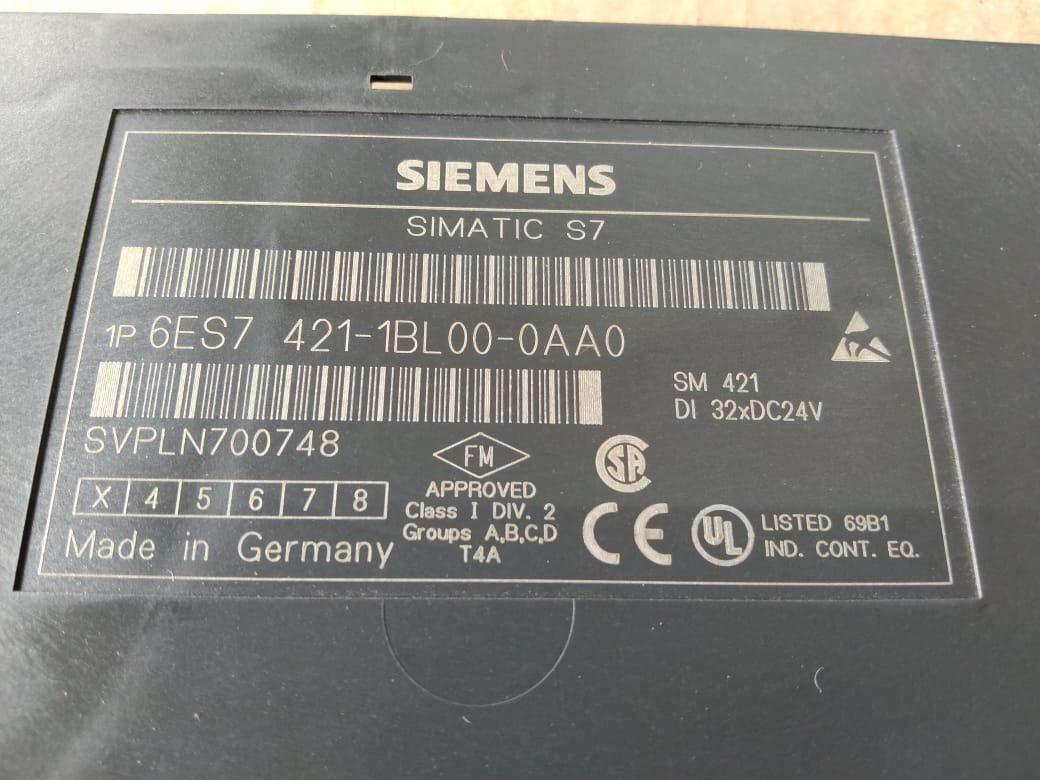 SIEMENS
SIMATIC S7
1P 6ES7 421-1BL00-0AA0
SM 421
DI 32xDC24V
SVPLN700748
X 4 5 6 7 8
Made in Germany
FM
APPROVED
Class I DIV. 2
Groups A,B,C,D
T4A
SA
CE
UL
LISTED 69B1
IND. CONT. EQ.